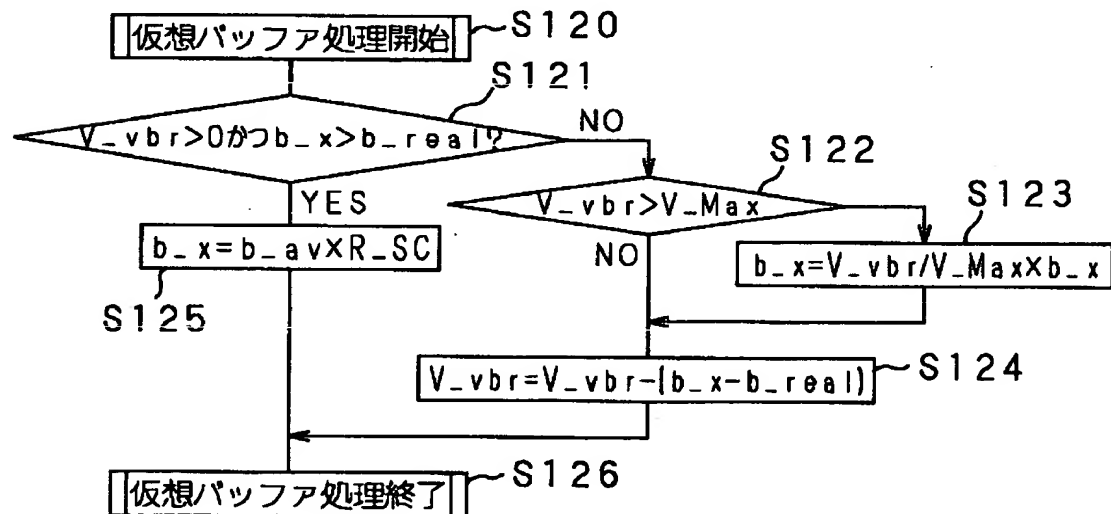 仮想バッファ処理開始
S120
S121
V_vbr>0かつb_x>b_real?
NO
S122
YES
V_vbr>V_Max
S123
b_x=b_av×R_SC
NO
b_x=V_vbr/V_Max×b_x
S125
V_vbr=V_vbr-(b_x-b_real)
S124
仮想バッファ処理終了
S126